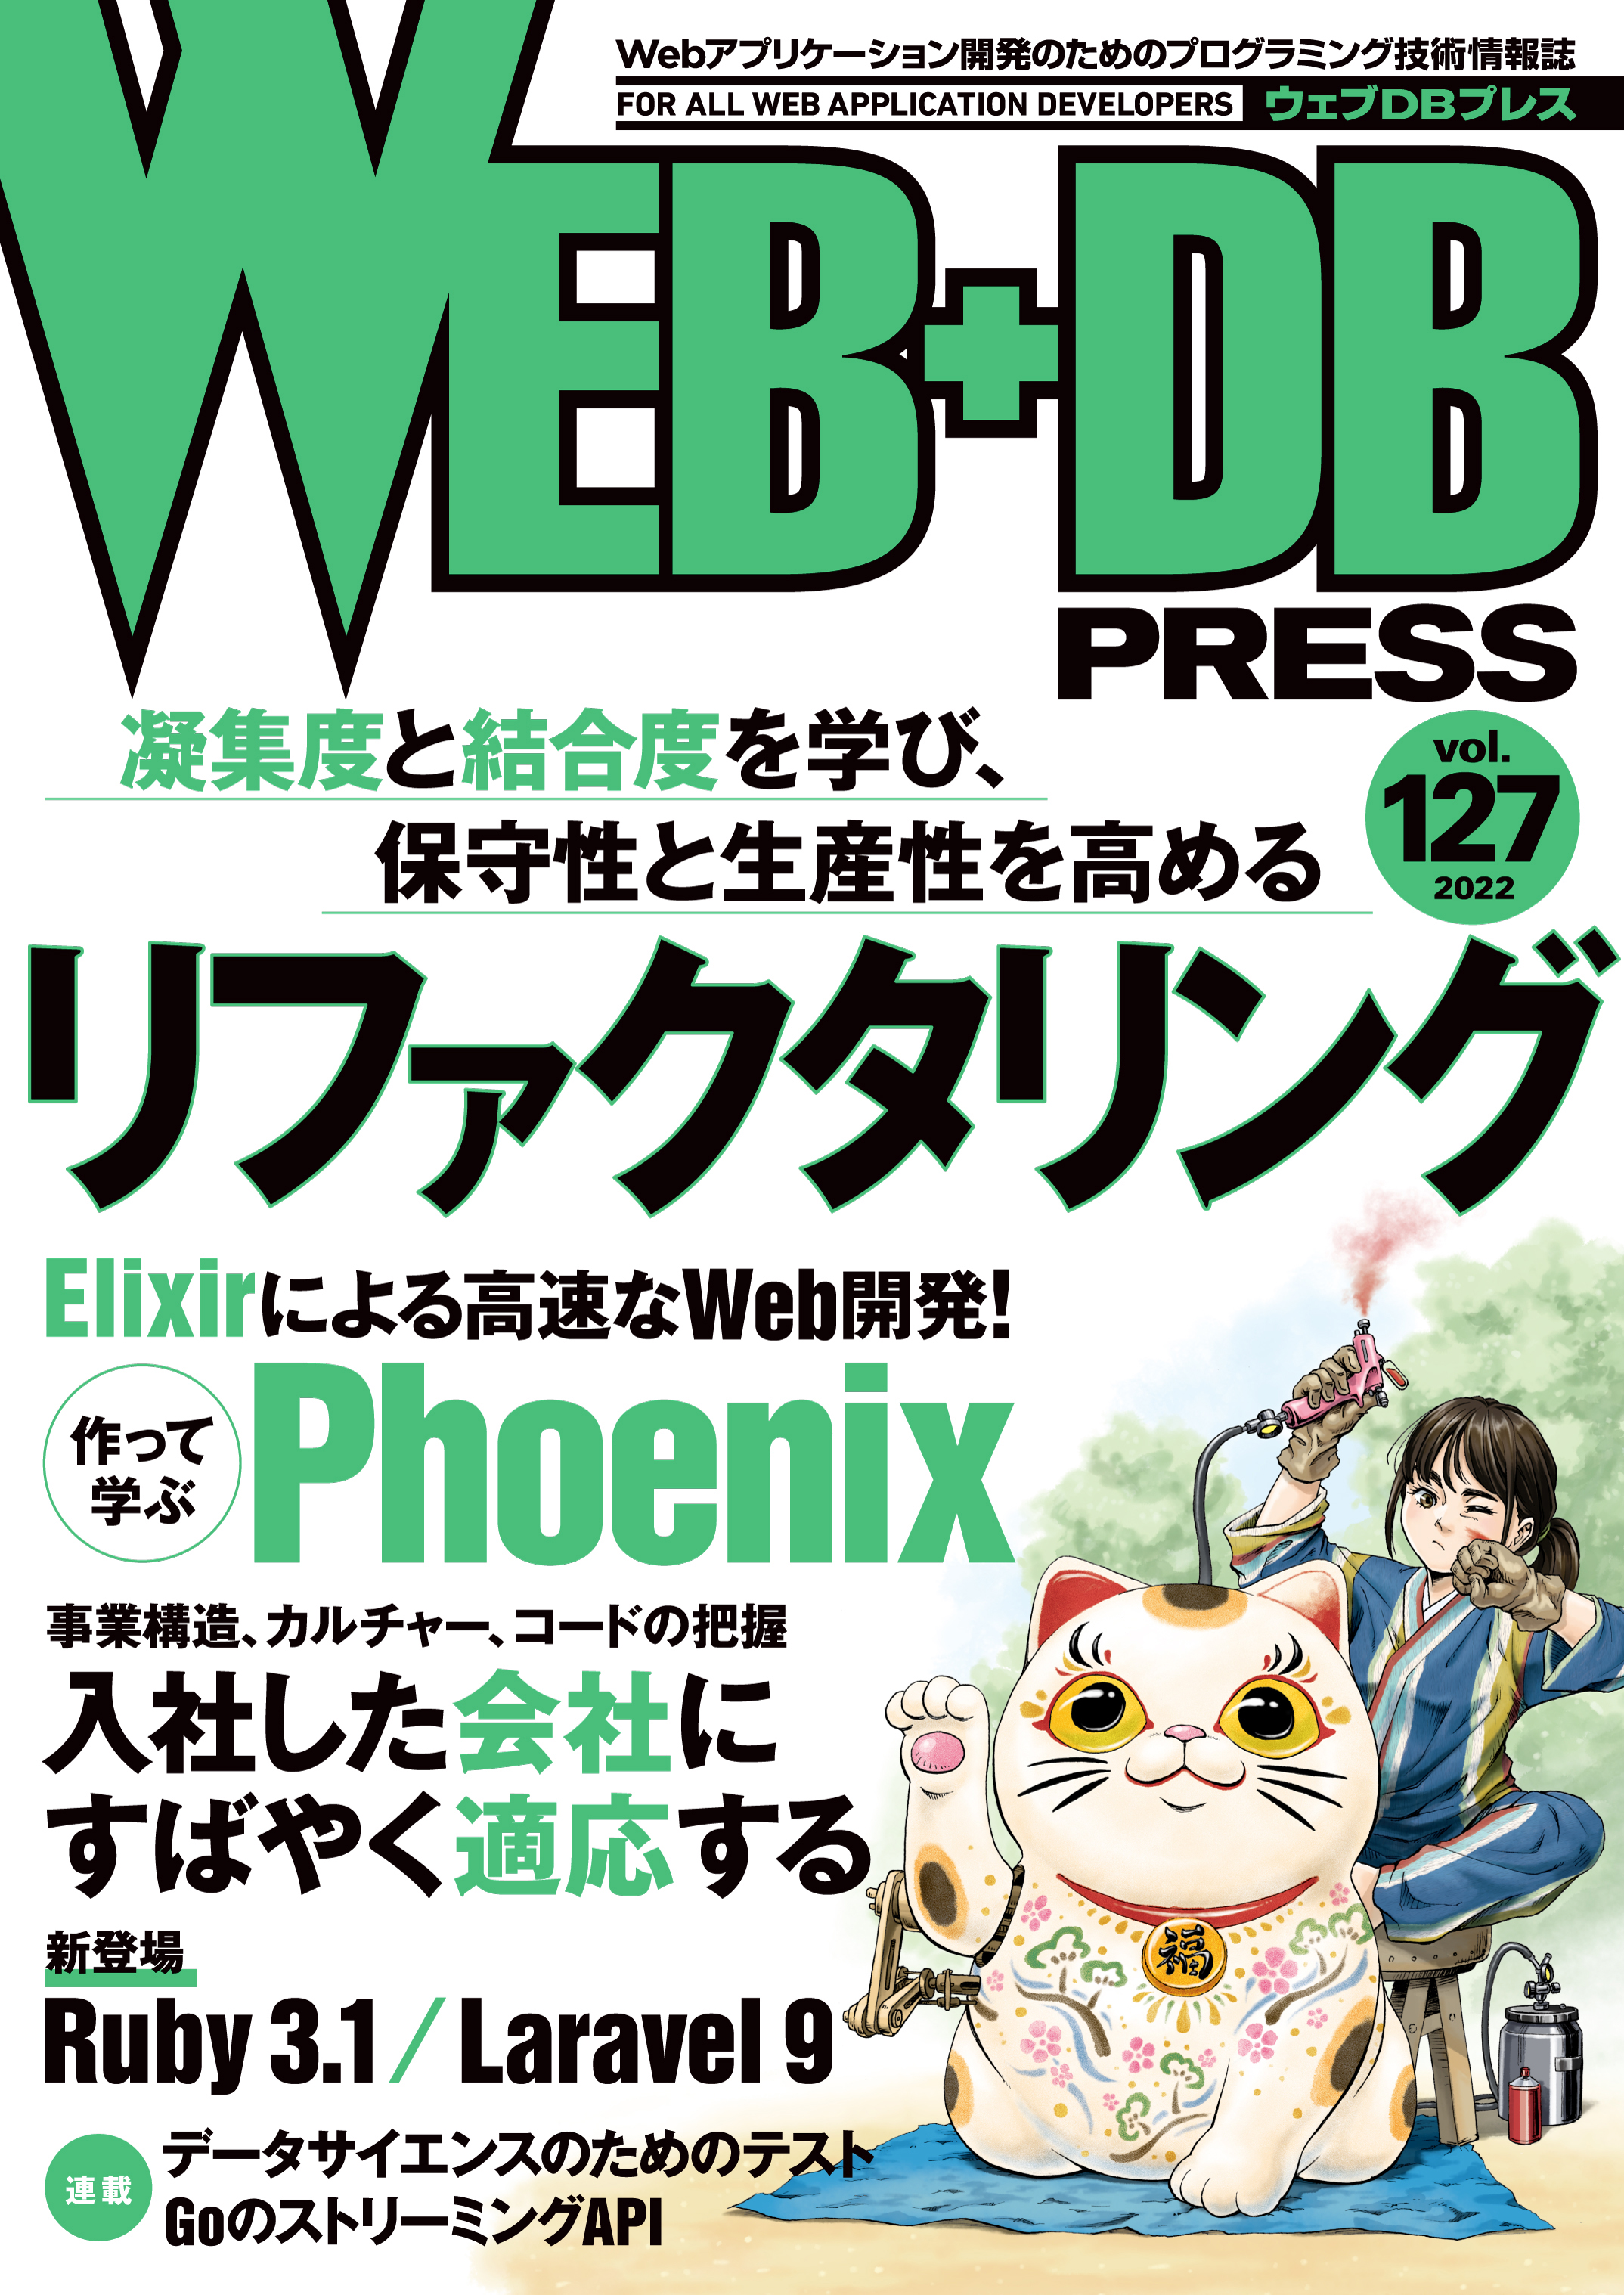 Webアプリケーション開発のためのプログラミング技術情報誌
FOR ALL WEB APPLICATION DEVELOPERS ウェブDBプレス
WEB+DB
PRESS
vol.
127
2022
凝集度と結合度を学び、
保守性と生産性を高める
リファクタリング
Elixirによる高速なWeb開発!
作って
学ぶ
Phoenix
事業構造、カルチャー、コードの把握
入社した会社に
すばやく適応する
新登場
Ruby 3.1 / Laravel 9
連載
データサイエンスのためのテスト
GoのストリーミングAPI
福